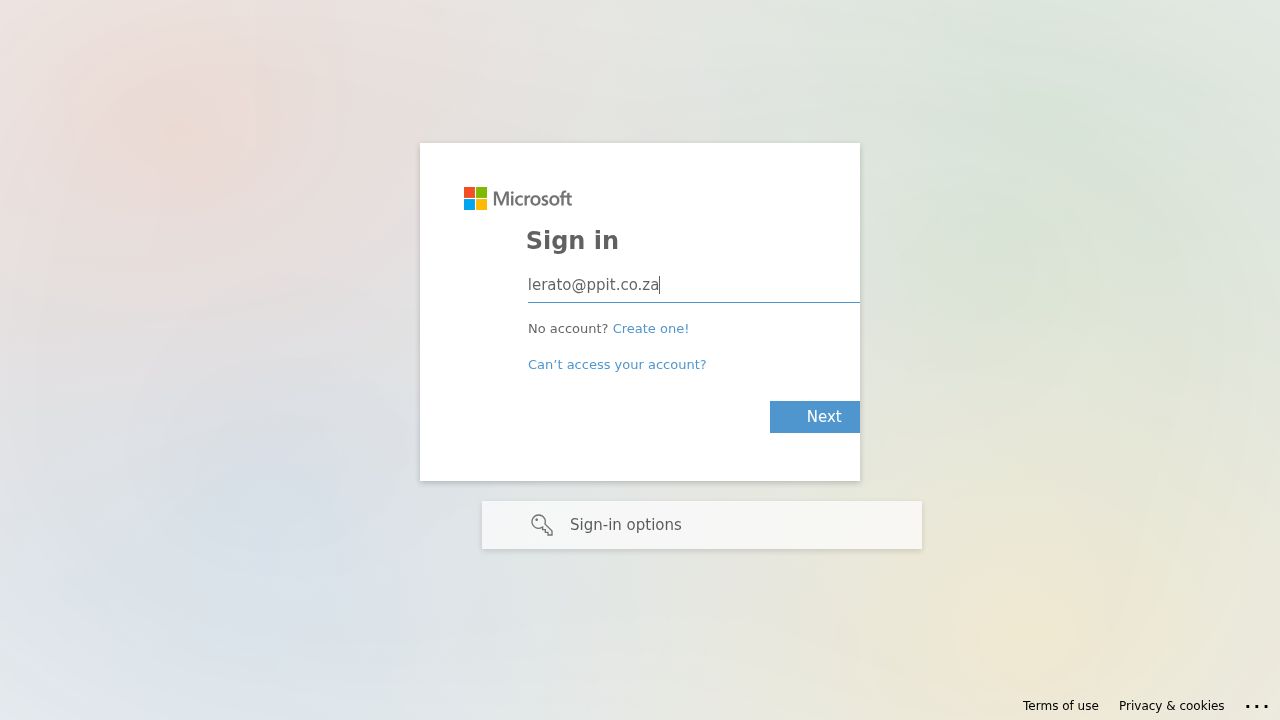 Microsoft
Sign in
lerato@ppit.co.za
No account? Create one!
Can’t access your account?
Next
Sign-in options
Terms of use Privacy & cookies ...